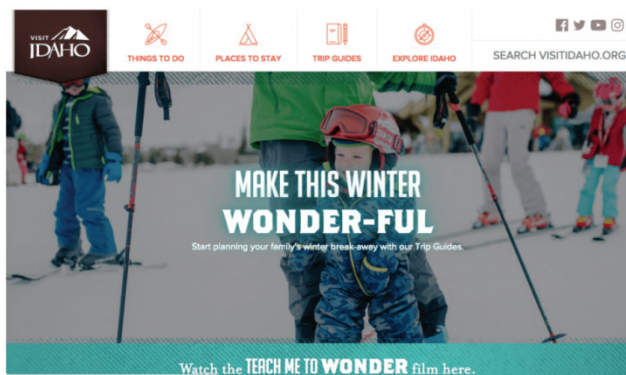 VISIT
IDAHO
THINGS TO DO
PLACES TO STAY
TRIP GUIDES
EXPLORE IDAHO
SEARCH VISITIDAHO.ORG
MAKE THIS WINTER
WONDER-FUL
Start planning your family's winter break-away with our Trip Guides.
Watch the TEACH ME TO WONDER film here.